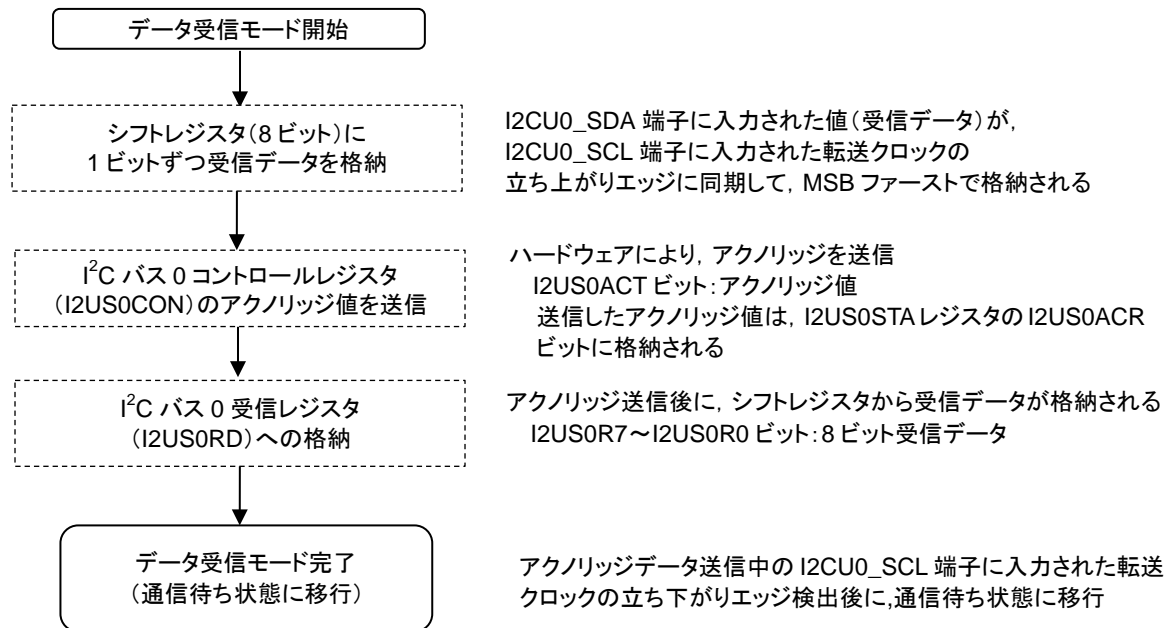 データ受信モード開始
シフトレジスタ(8 ビット)に
1 ビットずつ受信データを格納
I2CU0_SDA 端子に入力された値(受信データ)が,
I2CU0_SCL 端子に入力された転送クロックの
立ち上がりエッジに同期して, MSB ファーストで格納される
I²C バス 0 コントロールレジスタ
(I2US0CON)のアクノリッジ値を送信
ハードウェアにより, アクノリッジを送信
I2US0ACT ビット:アクノリッジ値
送信したアクノリッジ値は, I2US0STA レジスタの I2US0ACR
ビットに格納される
I²C バス 0 受信レジスタ
(I2US0RD)への格納
アクノリッジ送信後に, シフトレジスタから受信データが格納される
I2US0R7~I2US0R0 ビット:8 ビット受信データ
データ受信モード完了
(通信待ち状態に移行)
アクノリッジデータ送信中の I2CU0_SCL 端子に入力された転送
クロックの立ち下がりエッジ検出後に,通信待ち状態に移行